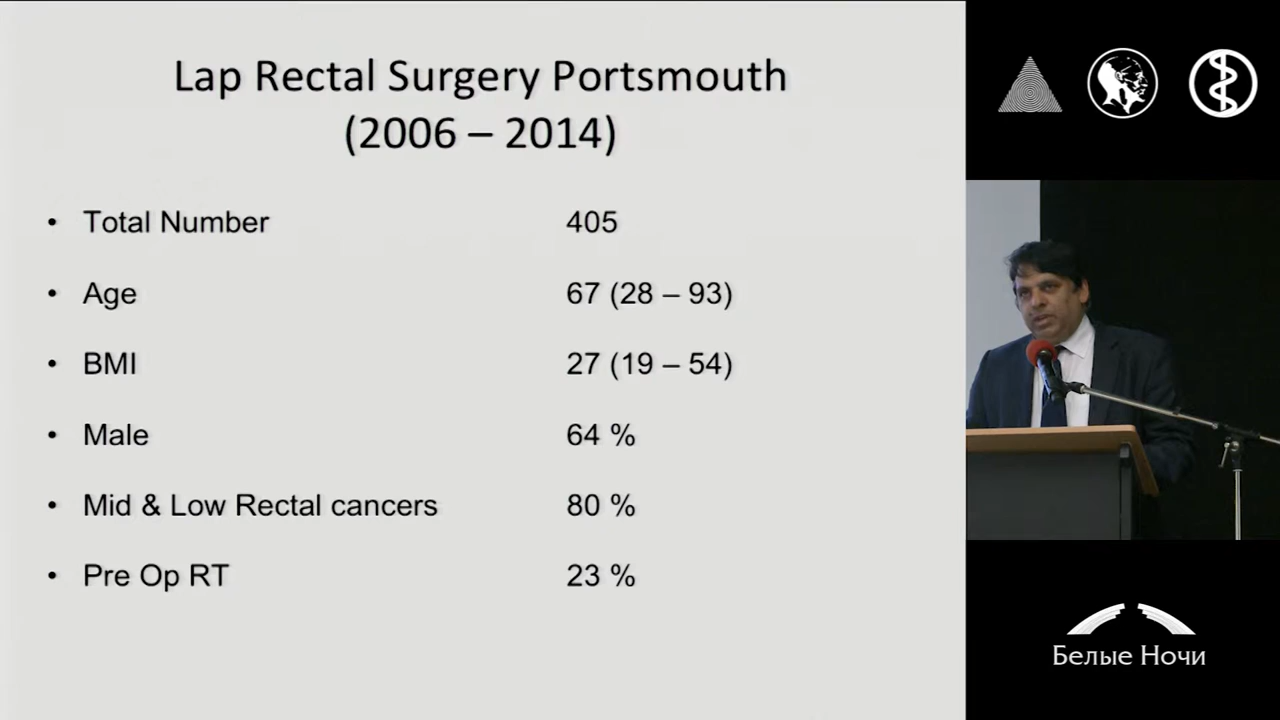 Lap Rectal Surgery Portsmouth
(2006 – 2014)
• Total Number 405
• Age 67 (28 – 93)
• BMI 27 (19 – 54)
• Male 64 %
• Mid & Low Rectal cancers 80 %
• Pre Op RT 23 %
Белые Ночи